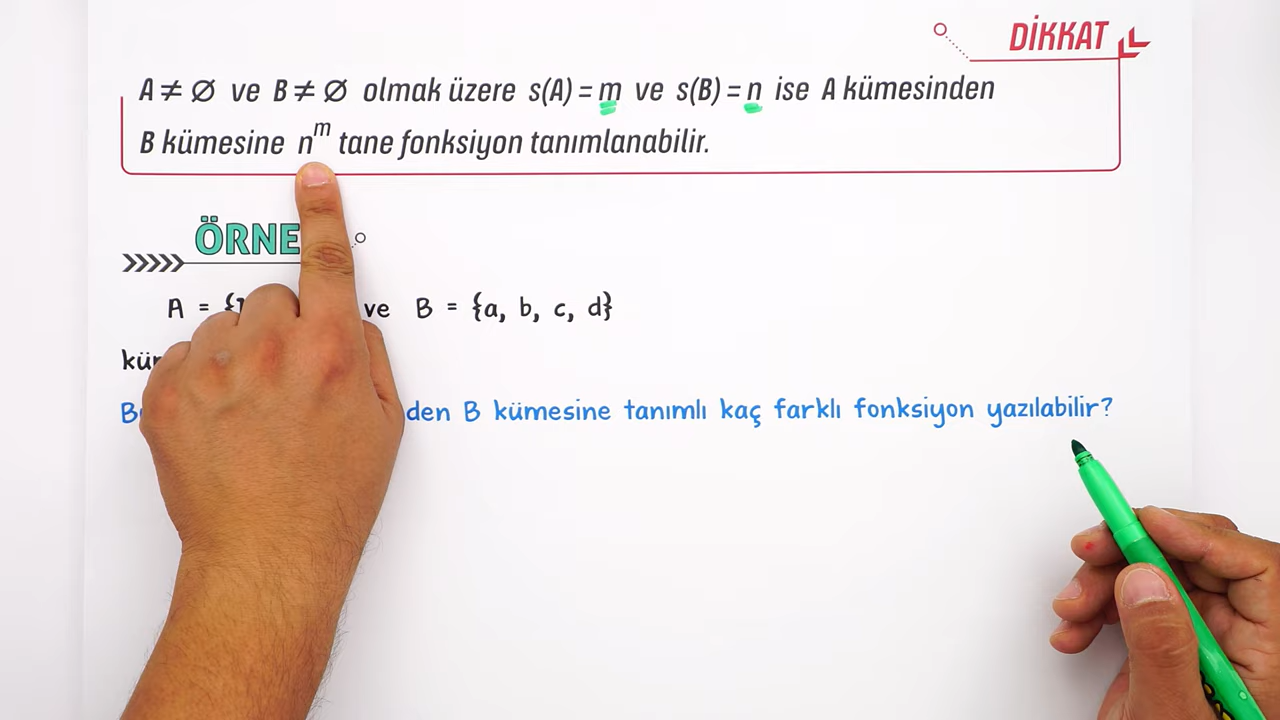 DİKKAT
A ≠ ∅ ve B ≠ ∅ olmak üzere s(A) = m ve s(B) = n ise A kümesinden
B kümesine n^m tane fonksiyon tanımlanabilir.
A = { ve B = {a, b, c, d}
den B kümesine tanımlı kaç farklı fonksiyon yazılabilir?